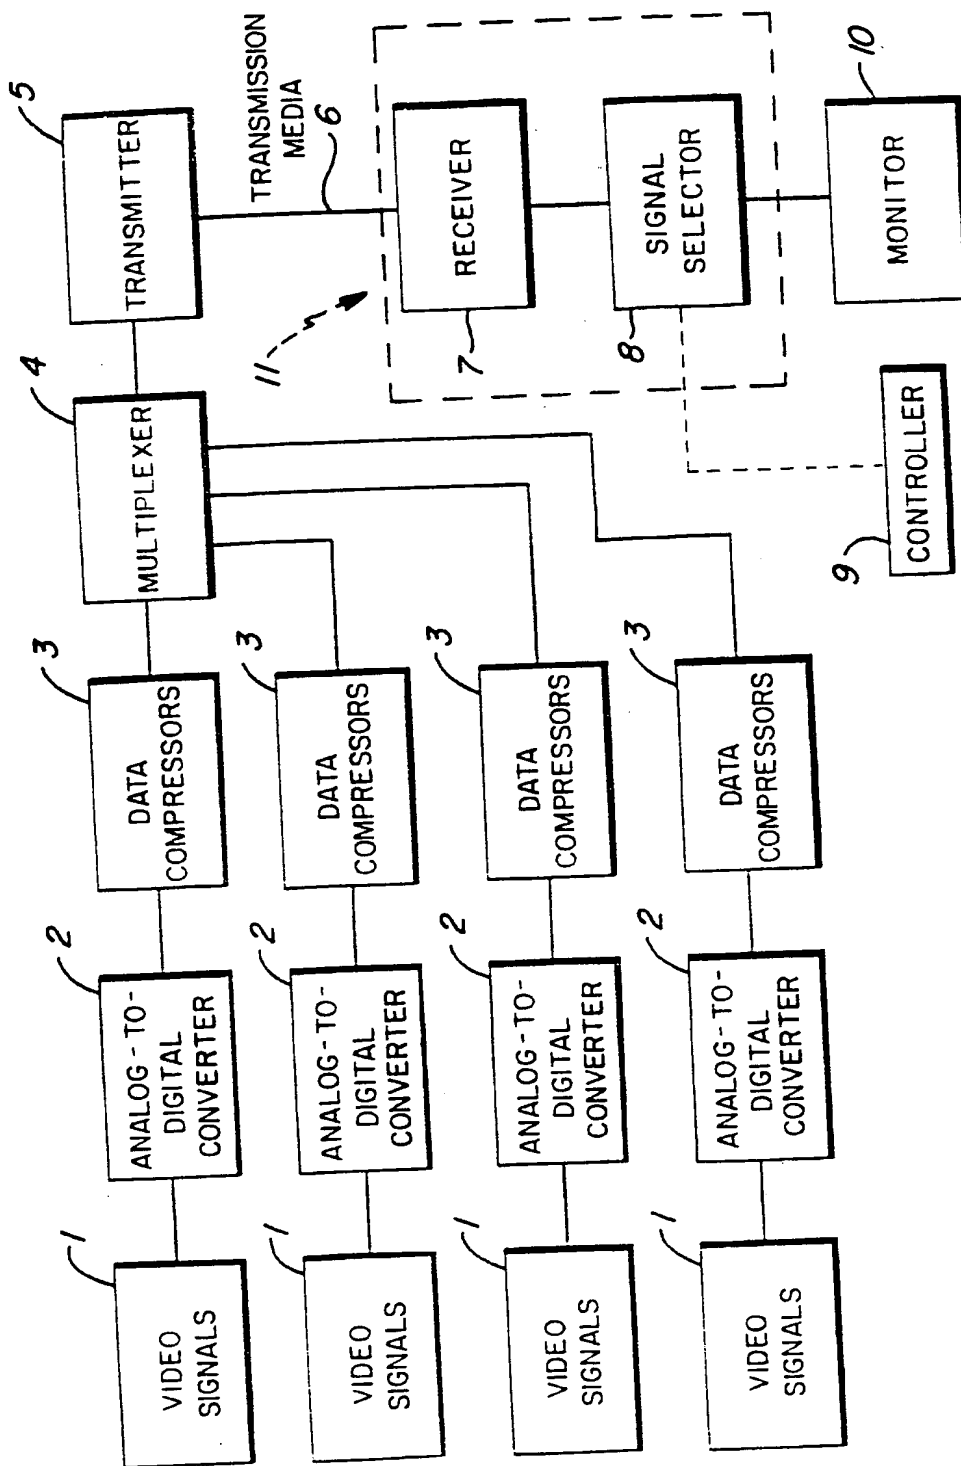 1
VIDEO
SIGNALS
2
ANALOG-TO-
DIGITAL
CONVERTER
3
DATA
COMPRESSORS
4
MULTIPLEXER
5
TRANSMITTER
1
VIDEO
SIGNALS
2
ANALOG-TO-
DIGITAL
CONVERTER
3
DATA
COMPRESSORS
TRANSMISSION
MEDIA
6
1
VIDEO
SIGNALS
2
ANALOG-TO-
DIGITAL
CONVERTER
3
DATA
COMPRESSORS
11
7
RECEIVER
1
VIDEO
SIGNALS
2
ANALOG-TO-
DIGITAL
CONVERTER
3
DATA
COMPRESSORS
8
SIGNAL
SELECTOR
9
CONTROLLER
10
MONITOR